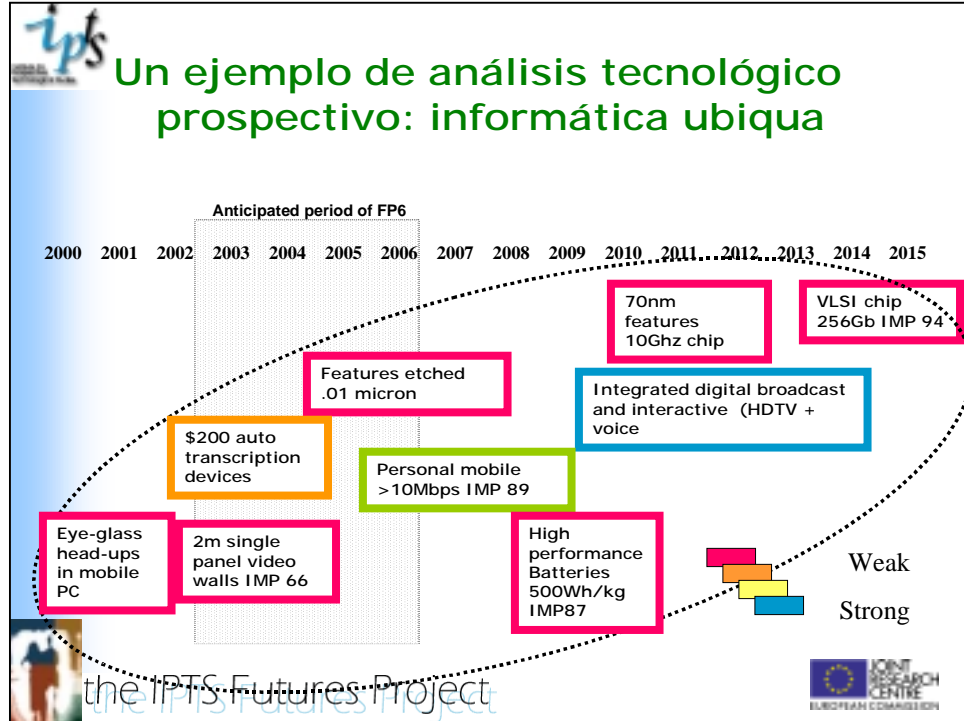 ipts
Un ejemplo de análisis tecnológico
prospectivo: informática ubiqua
Anticipated period of FP6
2000 2001 2002 2003 2004 2005 2006 2007 2008 2009 2010 2011 2012 2013 2014 2015
70nm
features
10Ghz chip
VLSI chip
256Gb IMP 94
Features etched
.01 micron
Integrated digital broadcast
and interactive (HDTV +
voice
$200 auto
transcription
devices
Personal mobile
>10Mbps IMP 89
Eye-glass
head-ups
in mobile
PC
2m single
panel video
walls IMP 66
High
performance
Batteries
500Wh/kg
IMP87
Weak
Strong
the IPTS Futures Project
JOINT
RESEARCH
CENTRE
EUROPEAN COMMISSION